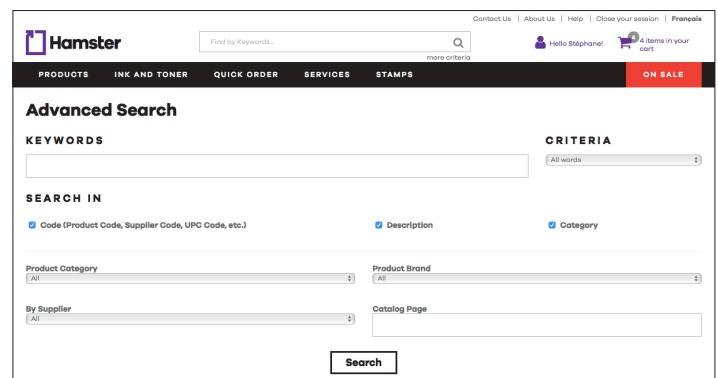 Contact Us | About Us | Help | Close your session | Français
Hamster
Find by Keywords...
more criteria
Hello Stéphane!
4
4 items in your
cart
PRODUCTS INK AND TONER QUICK ORDER SERVICES STAMPS ON SALE
Advanced Search
KEYWORDS CRITERIA
All words
SEARCH IN
Code (Product Code, Supplier Code, UPC Code, etc.) Description Category
Product Category Product Brand
All All
By Supplier Catalog Page
All
Search